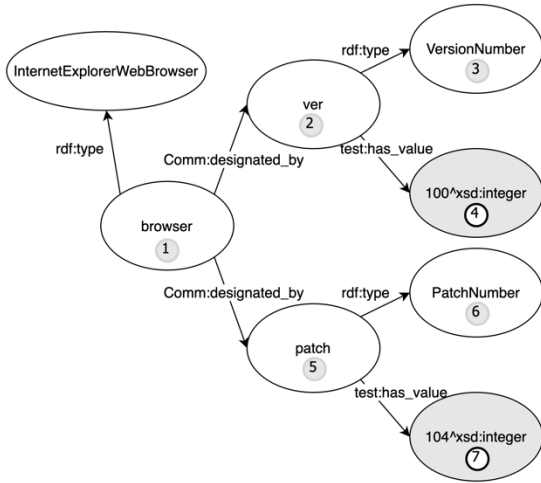 InternetExplorerWebBrowser
rdf:type
VersionNumber
3
ver
2
rdf:type
Comm:designated_by
test:has_value
100^xsd:integer
4
browser
1
Comm:designated_by
rdf:type
PatchNumber
6
patch
5
test:has_value
104^xsd:integer
7